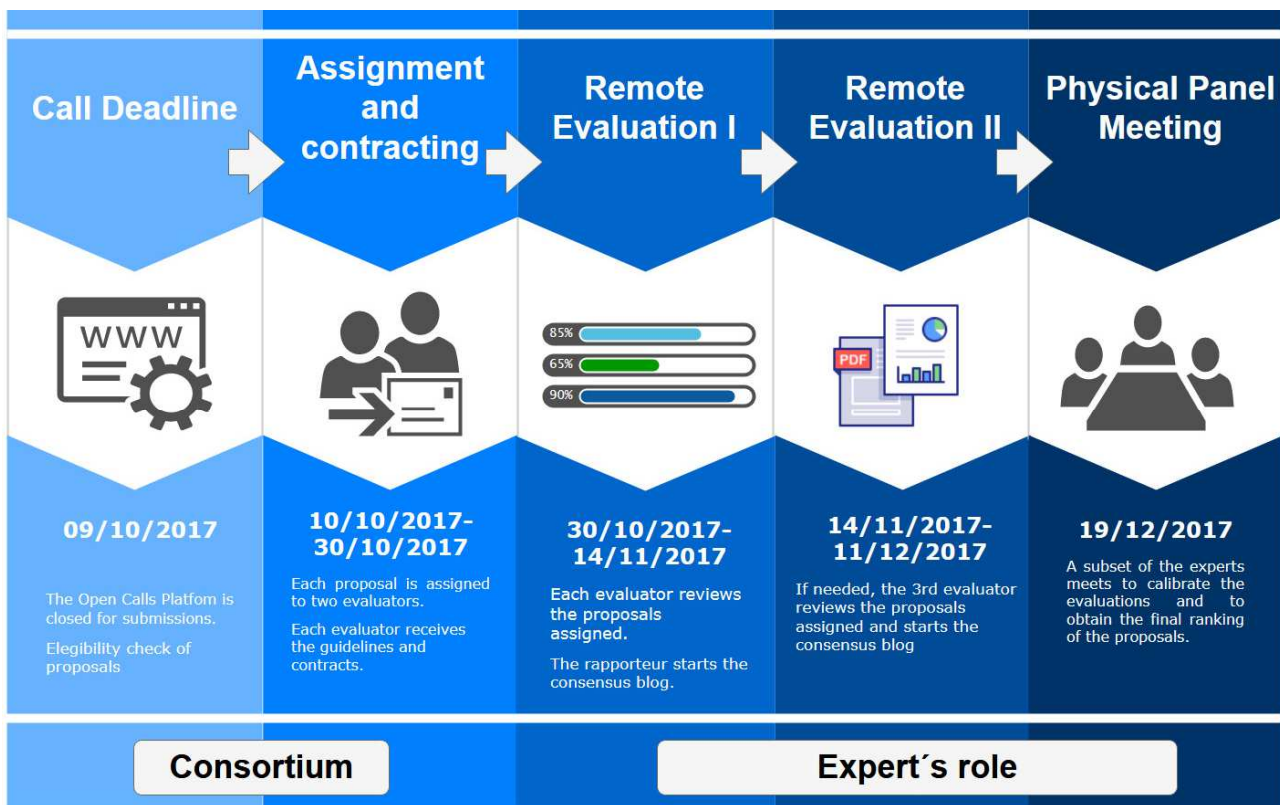 Call Deadline
Assignment
and
contracting
Remote
Evaluation I
Remote
Evaluation II
Physical Panel
Meeting
WWW
85%
65%
90%
PDF
09/10/2017
The Open Calls Platfom is
closed for submissions.
Elegibility check of
proposals
10/10/2017-
30/10/2017
Each proposal is assigned
to two evaluators.
Each evaluator receives
the guidelines and
contracts.
30/10/2017-
14/11/2017
Each evaluator reviews
the proposals
assigned.
The rapporteur starts the
consensus blog.
14/11/2017-
11/12/2017
If needed, the 3rd evaluator
reviews the proposals
assigned and starts the
consensus blog
19/12/2017
A subset of the experts
meets to calibrate the
evaluations and to
obtain the final ranking
of the proposals.
Consortium
Expert´s role